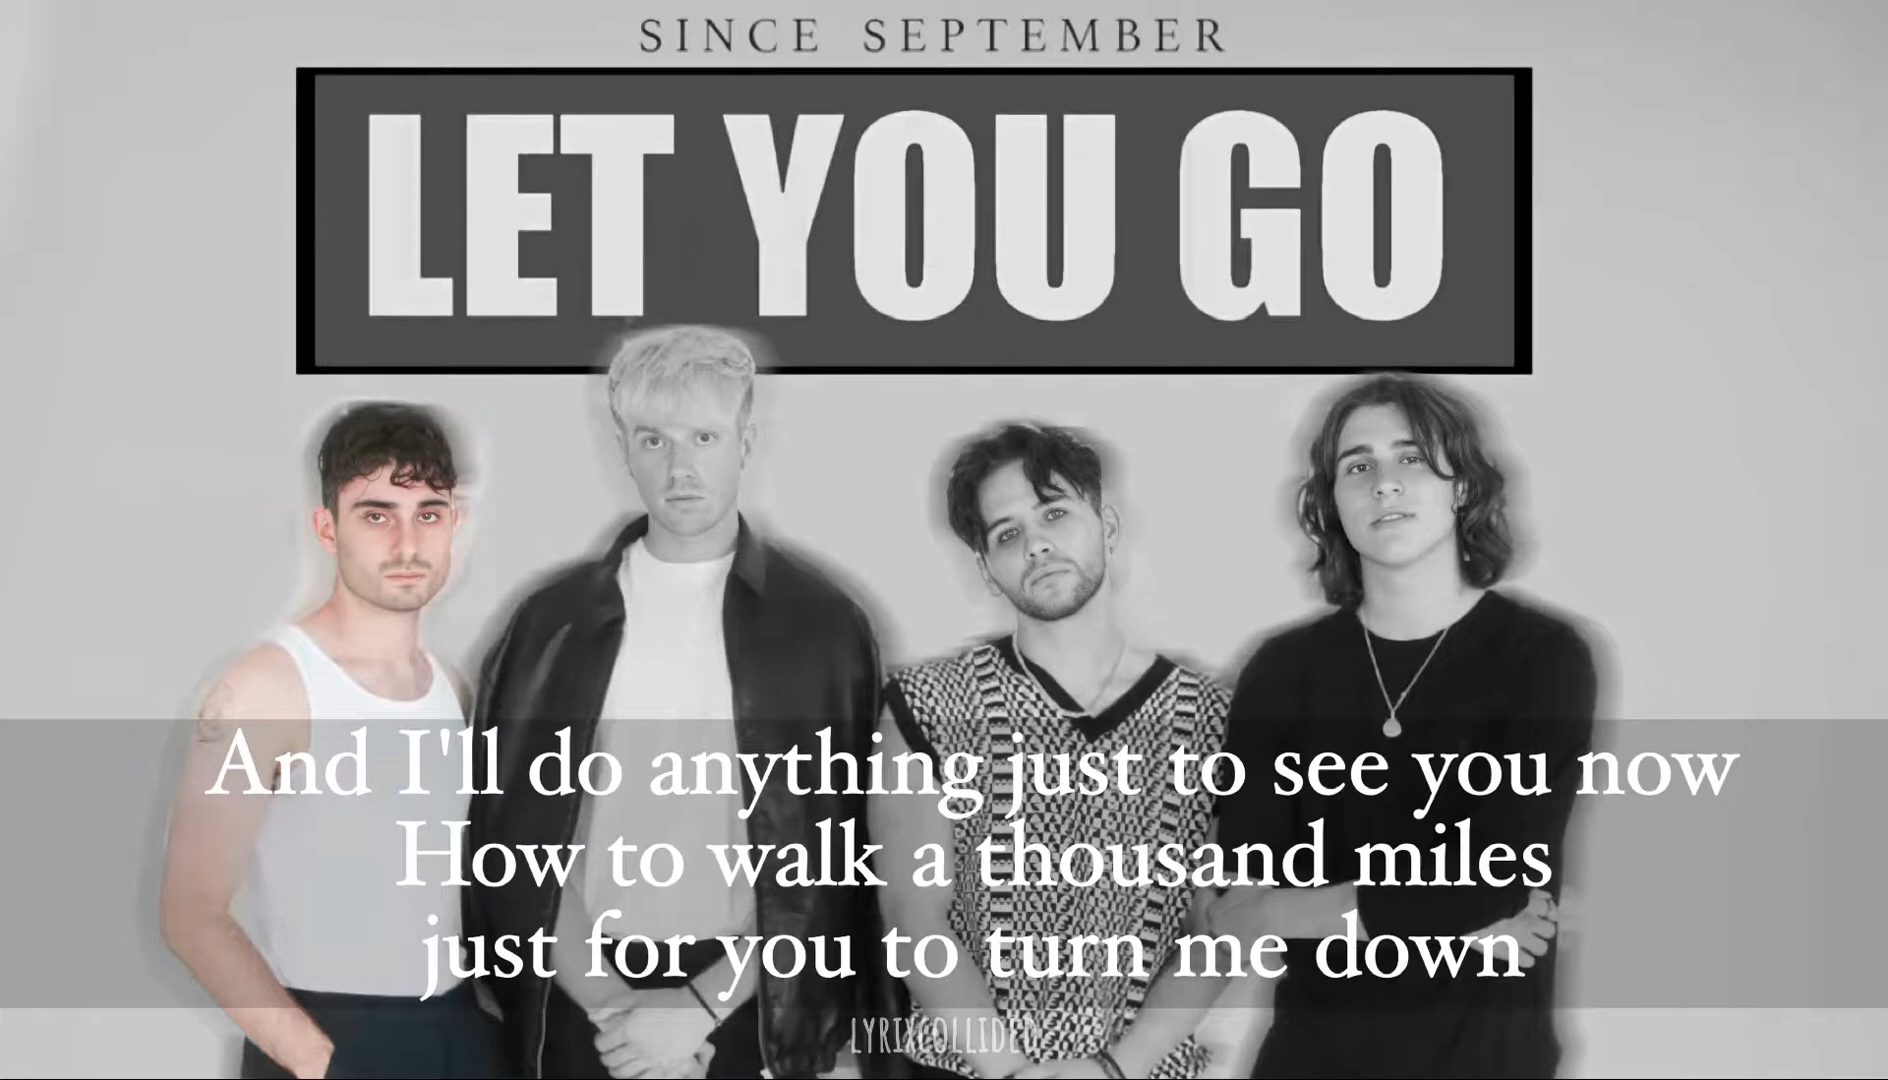 SINCE SEPTEMBER
LET YOU GO
And I'll do anything just to see you now
How to walk a thousand miles
just for you to turn me down
LYRIXCOLLIDED